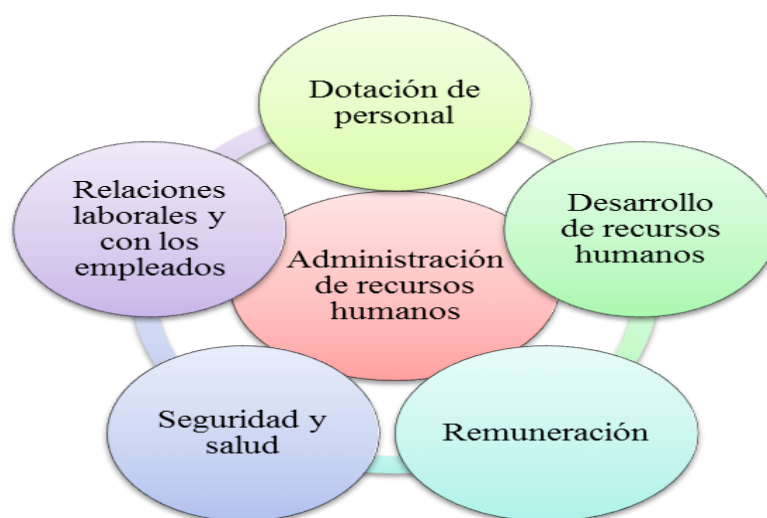 Dotación de
personal
Desarrollo
de recursos
humanos
Remuneración
Seguridad y
salud
Relaciones
laborales y
con los
empleados
Administración
de recursos
humanos